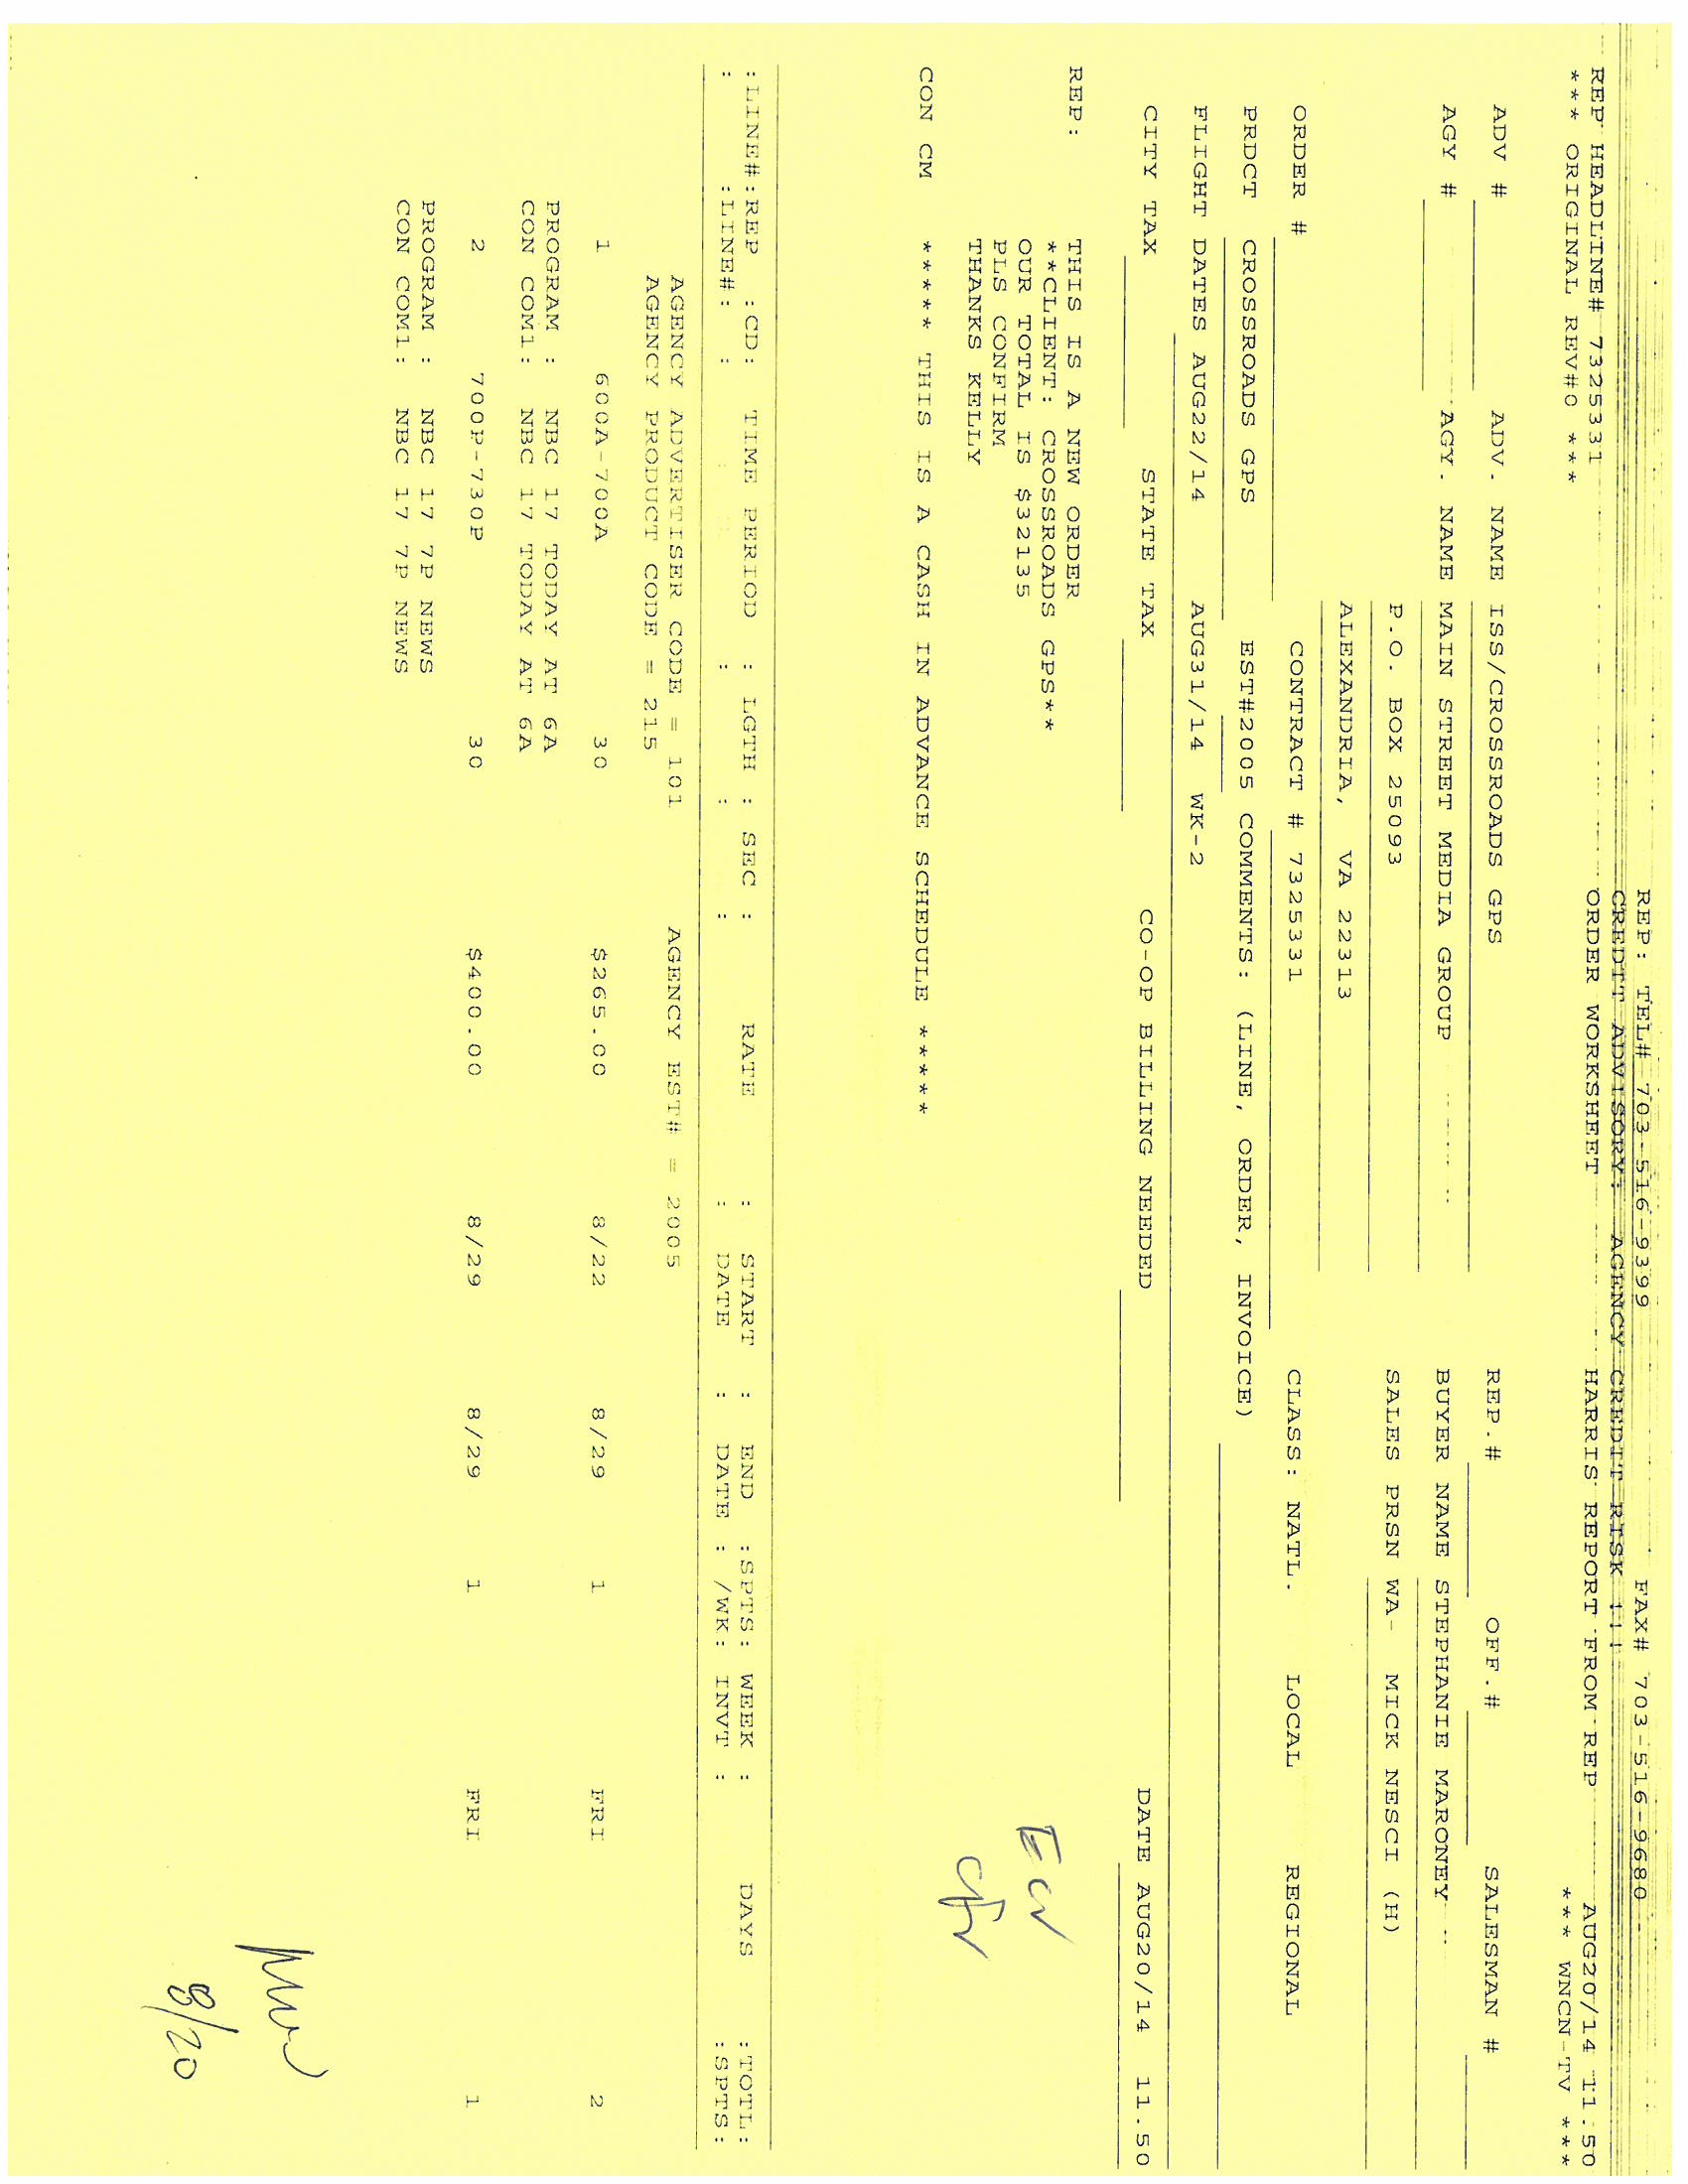 REP: TEL# 703-516-9399 FAX# 703-516-9680
CREDIT ADVISORY: AGENCY CREDIT RISK !!!
ORDER WORKSHEET HARRIS REPORT FROM REP AUG20/14 11.50
REP HEADLINE# 7325331 *** WNCN-TV ***
*** ORIGINAL REV#0 ***
ADV # ADV. NAME ISS/CROSSROADS GPS REP.# OFF.# SALESMAN #
AGY # AGY. NAME MAIN STREET MEDIA GROUP BUYER NAME STEPHANIE MARONEY
P.O. BOX 25093 SALES PRSN WA- MICK NESCI (H)
ALEXANDRIA, VA 22313
ORDER # CONTRACT # 7325331 CLASS: NATL. LOCAL REGIONAL
PRDCT CROSSROADS GPS EST#2005 COMMENTS: (LINE, ORDER, INVOICE)
FLIGHT DATES AUG22/14 AUG31/14 WK-2
CITY TAX STATE TAX CO-OP BILLING NEEDED DATE AUG20/14 11.50
REP: THIS IS A NEW ORDER
**CLIENT: CROSSROADS GPS**
OUR TOTAL IS $32135
PLS CONFIRM
THANKS KELLY
CON CM ***** THIS IS A CASH IN ADVANCE SCHEDULE *****
:LINE#:REP :CD: TIME PERIOD : LGTH : SEC : RATE : START : END :SPTS: WEEK : DAYS :TOTL:
: :LINE#: : : : : : DATE : DATE : /WK: INVT : :SPTS:
AGENCY ADVERTISER CODE = 101 AGENCY EST# = 2005
AGENCY PRODUCT CODE = 215
1 600A-700A 30 $265.00 8/22 8/29 1 FRI 2
PROGRAM : NBC 17 TODAY AT 6A
CON COM1: NBC 17 TODAY AT 6A
2 700P-730P 30 $400.00 8/29 8/29 1 FRI 1
PROGRAM : NBC 17 7P NEWS
CON COM1: NBC 17 7P NEWS
8/20